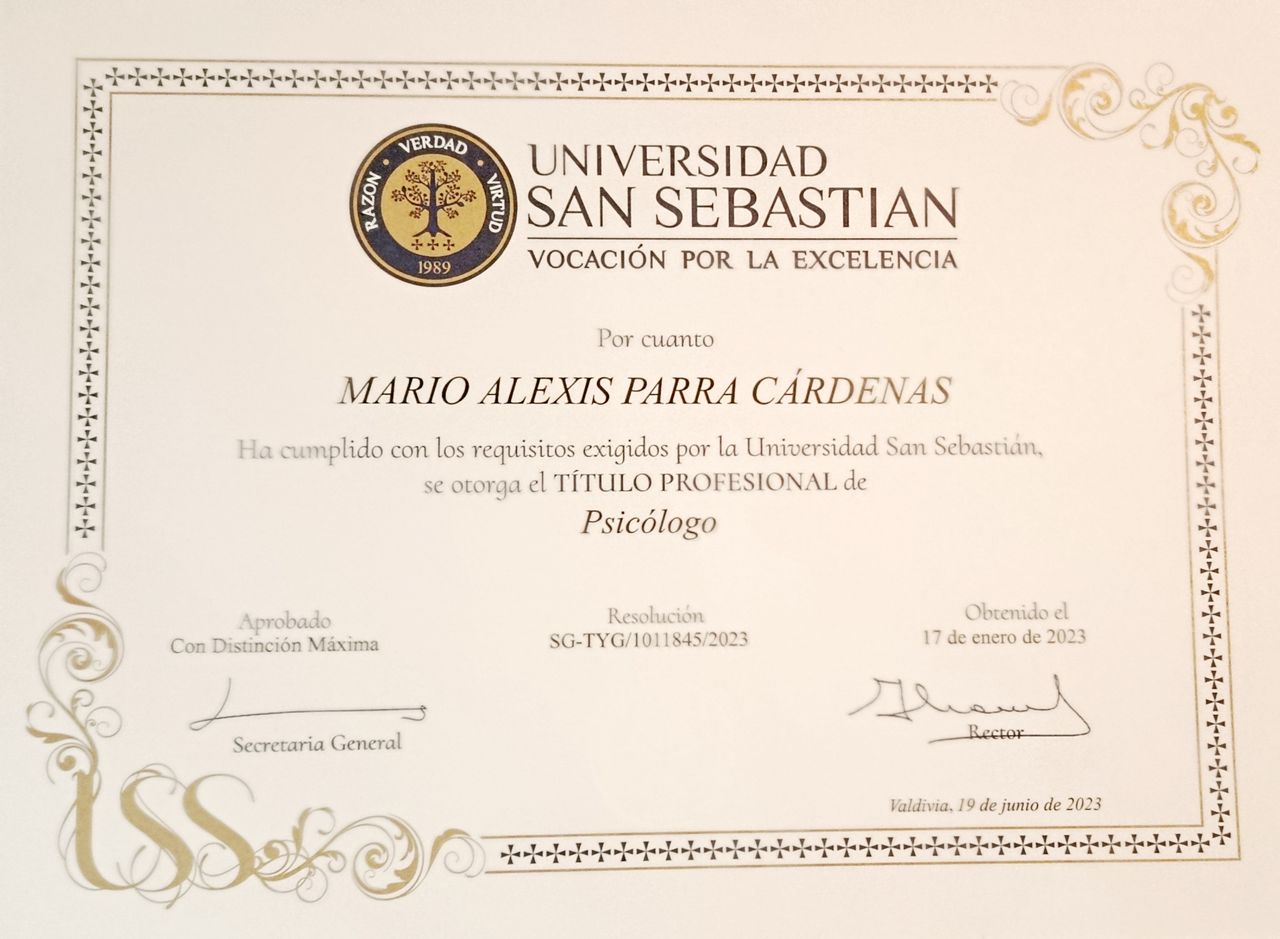 RAZON · VERDAD · VIRTUD
1989
UNIVERSIDAD
SAN SEBASTIAN
VOCACIÓN POR LA EXCELENCIA
Por cuanto
MARIO ALEXIS PARRA CÁRDENAS
Ha cumplido con los requisitos exigidos por la Universidad San Sebastián,
se otorga el TÍTULO PROFESIONAL de
Psicólogo
Aprobado
Con Distinción Máxima
Resolución
SG-TYG/1011845/2023
Obtenido el
17 de enero de 2023
Secretaria General
Rector
Valdivia, 19 de junio de 2023
USS